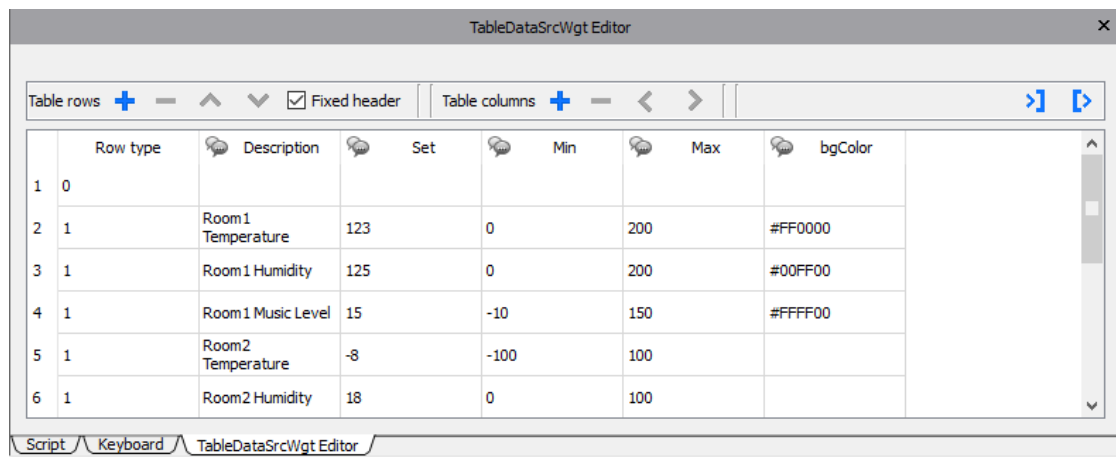 TableDataSrcWgt Editor
Table rows Fixed header Table columns
Row type Description Set Min Max bgColor
1 0
2 1 Room1 Temperature 123 0 200 #FF0000
3 1 Room1 Humidity 125 0 200 #00FF00
4 1 Room1 Music Level 15 -10 150 #FFFF00
5 1 Room2 Temperature -8 -100 100
6 1 Room2 Humidity 18 0 100
Script Keyboard TableDataSrcWgt Editor